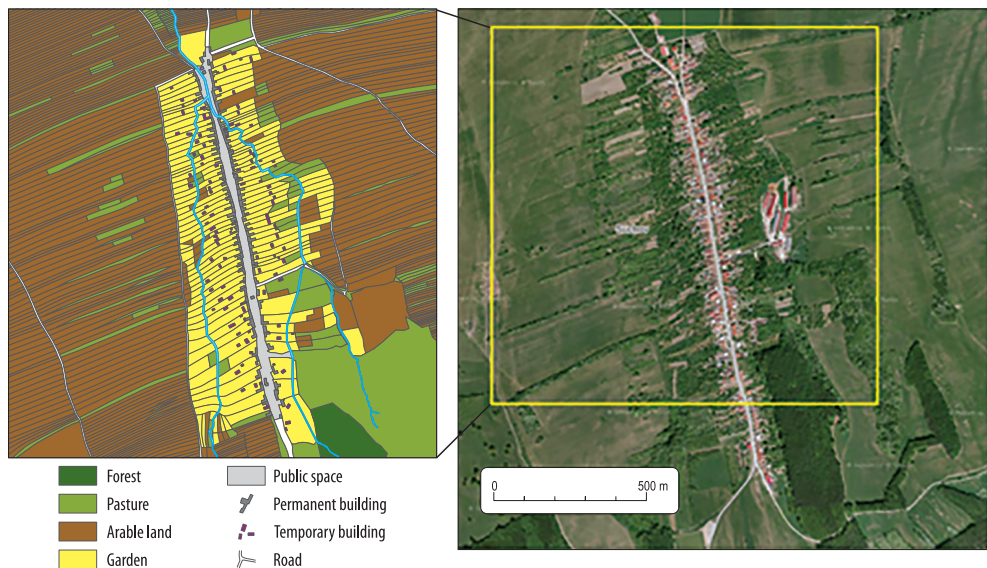 Forest
Pasture
Arable land
Garden
Public space
Permanent building
Temporary building
Road
0
500 m